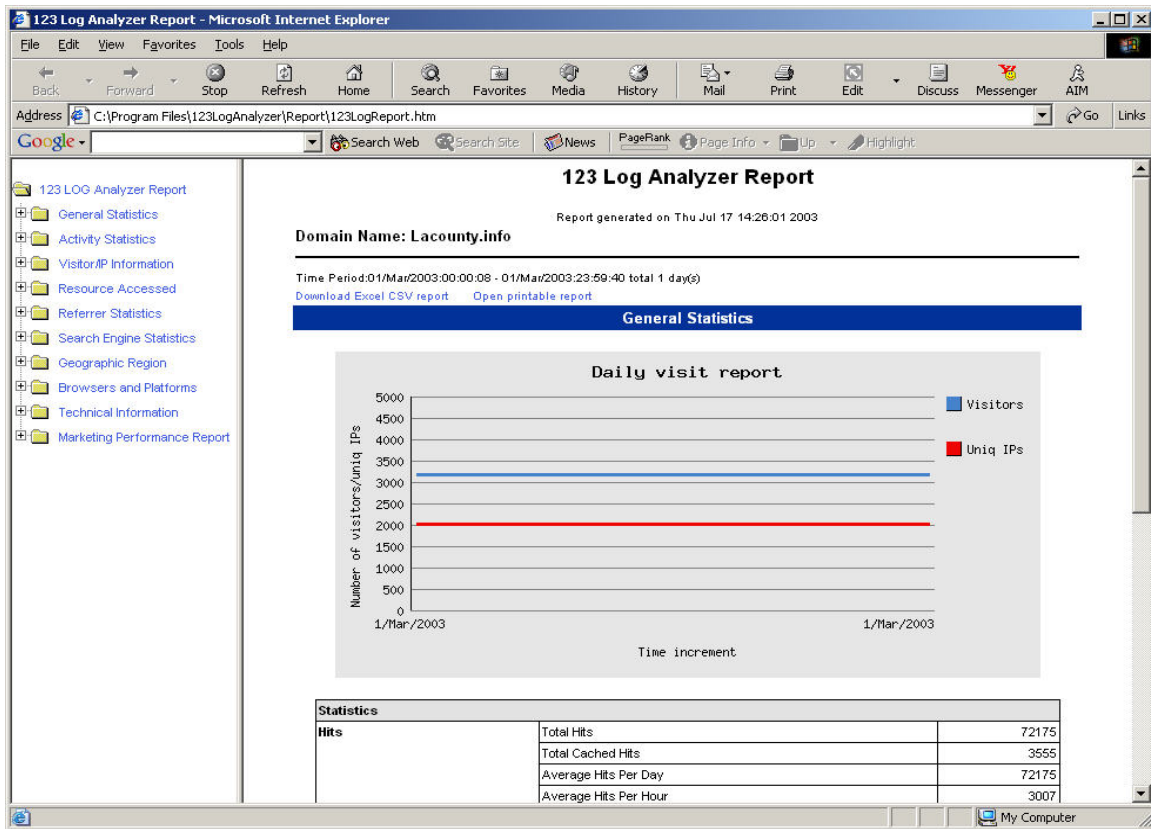 123 Log Analyzer Report - Microsoft Internet Explorer
File Edit View Favorites Tools Help
Back Forward Stop Refresh Home Search Favorites Media History Mail Print Edit Discuss Messenger AIM
Address C:\Program Files\123LogAnalyzer\Report\123LogReport.htm Go Links
Google Search Web Search Site News PageRank Page Info Up Highlight
123 LOG Analyzer Report
General Statistics
Activity Statistics
Visitor/IP Information
Resource Accessed
Referrer Statistics
Search Engine Statistics
Geographic Region
Browsers and Platforms
Technical Information
Marketing Performance Report
123 Log Analyzer Report
Report generated on Thu Jul 17 14:26:01 2003
Domain Name: Lacounty.info
Time Period:01/Mar/2003:00:00:08 - 01/Mar/2003:23:59:40 total 1 day(s)
Download Excel CSV report Open printable report
General Statistics
Daily visit report
Number of visitors/uniq IPs
5000
4500
4000
3500
3000
2500
2000
1500
1000
500
0
1/Mar/2003 1/Mar/2003
Time increment
Visitors
Uniq IPs
Statistics
Hits Total Hits 72175
Total Cached Hits 3555
Average Hits Per Day 72175
Average Hits Per Hour 3007
My Computer